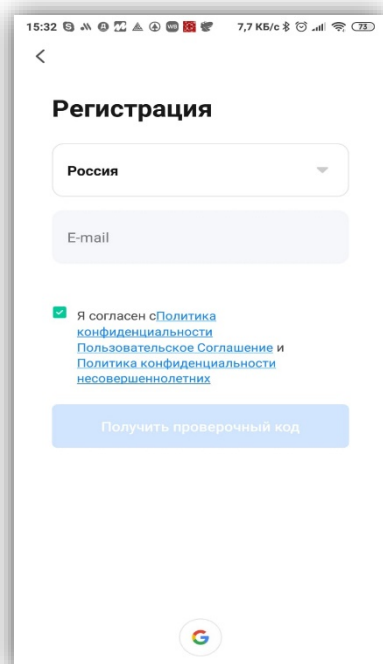 15:32 7,7 КБ/с 73
Регистрация
Россия
E-mail
Я согласен сПолитика
конфиденциальности
Пользовательское Соглашение и
Политика конфиденциальности
несовершеннолетних
Получить проверочный код